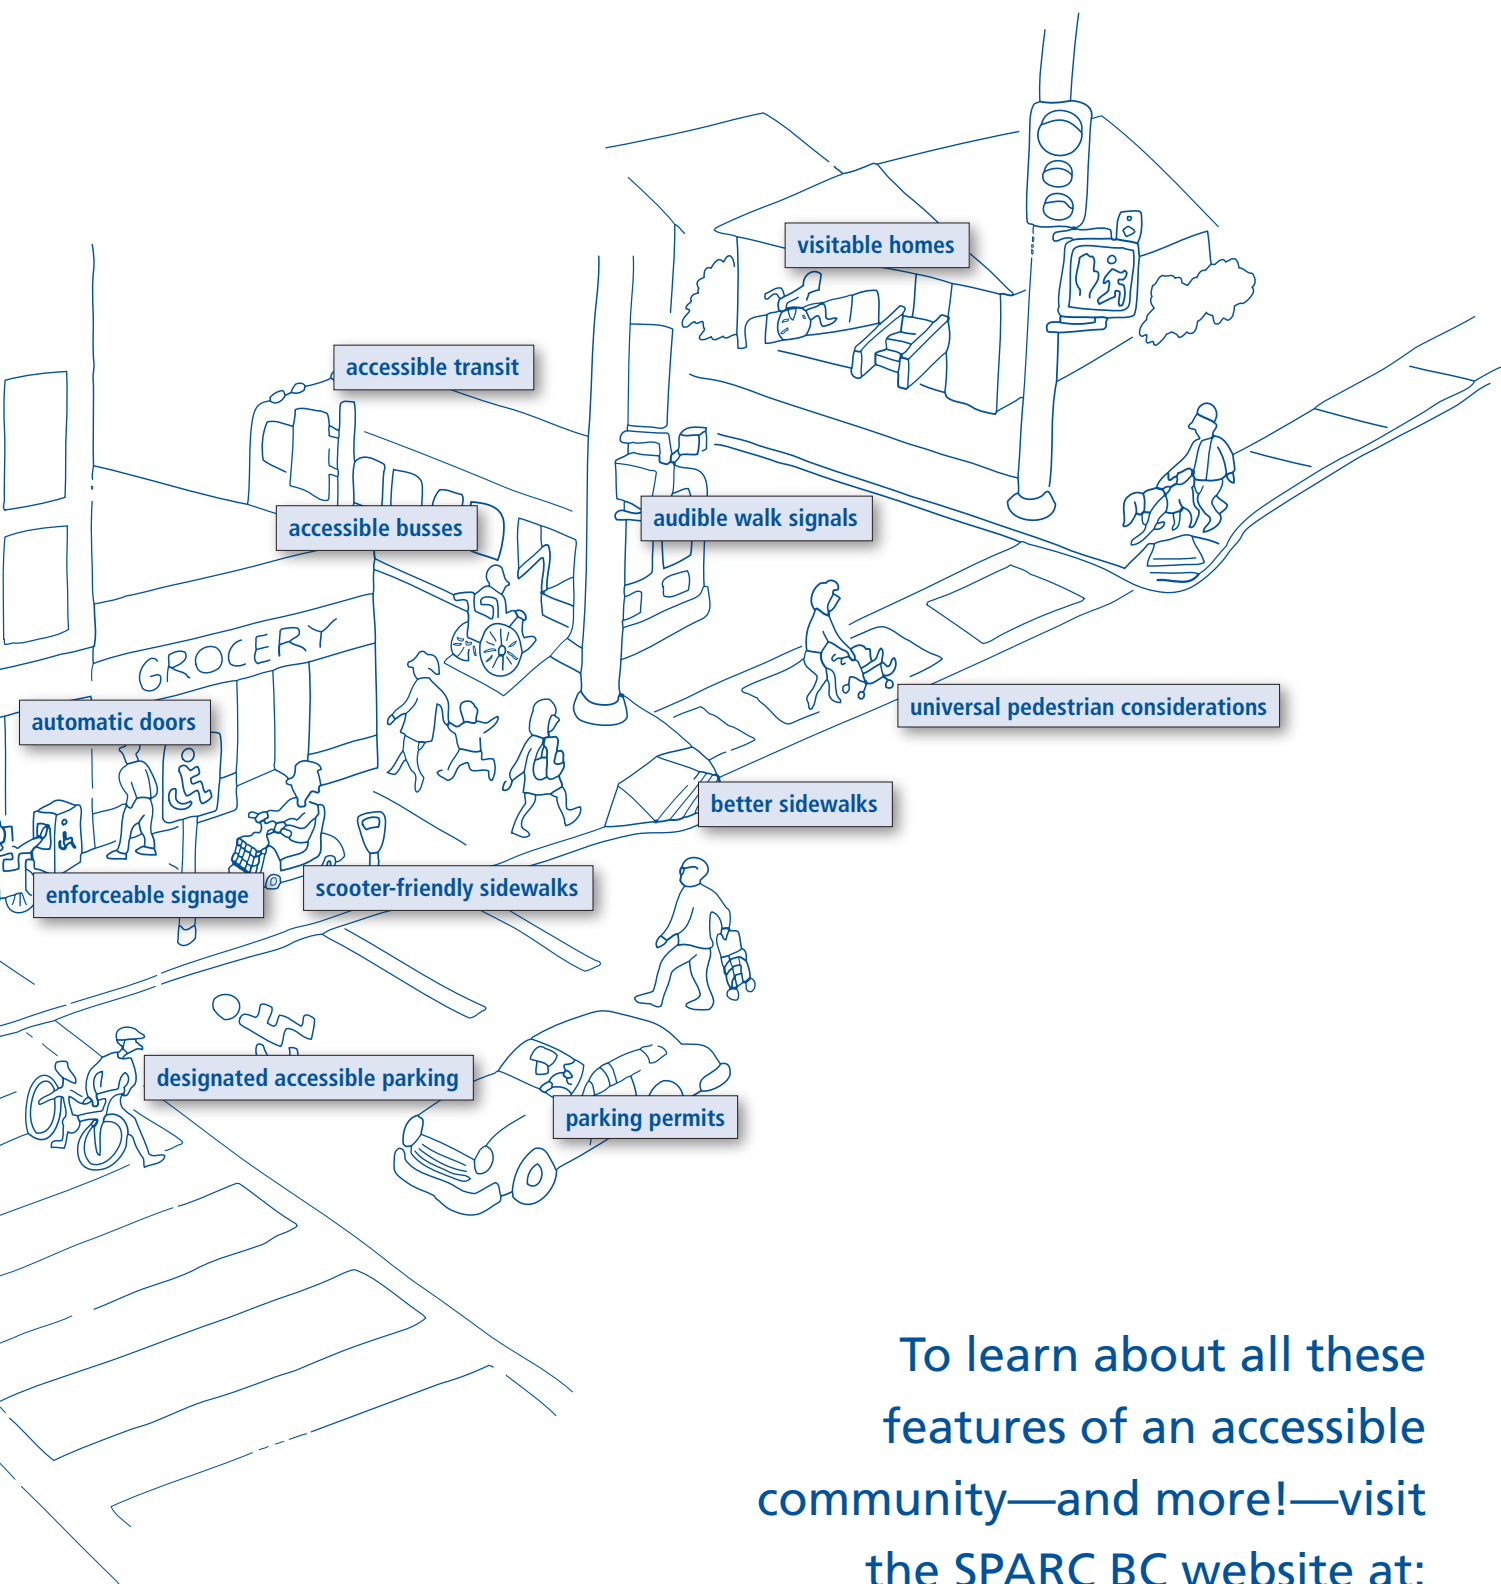 visitable homes
accessible transit
accessible busses
audible walk signals
GROCERY
universal pedestrian considerations
automatic doors
better sidewalks
enforceable signage
scooter-friendly sidewalks
designated accessible parking
parking permits
To learn about all these
features of an accessible
community—and more!—visit
the SPARC BC website at: